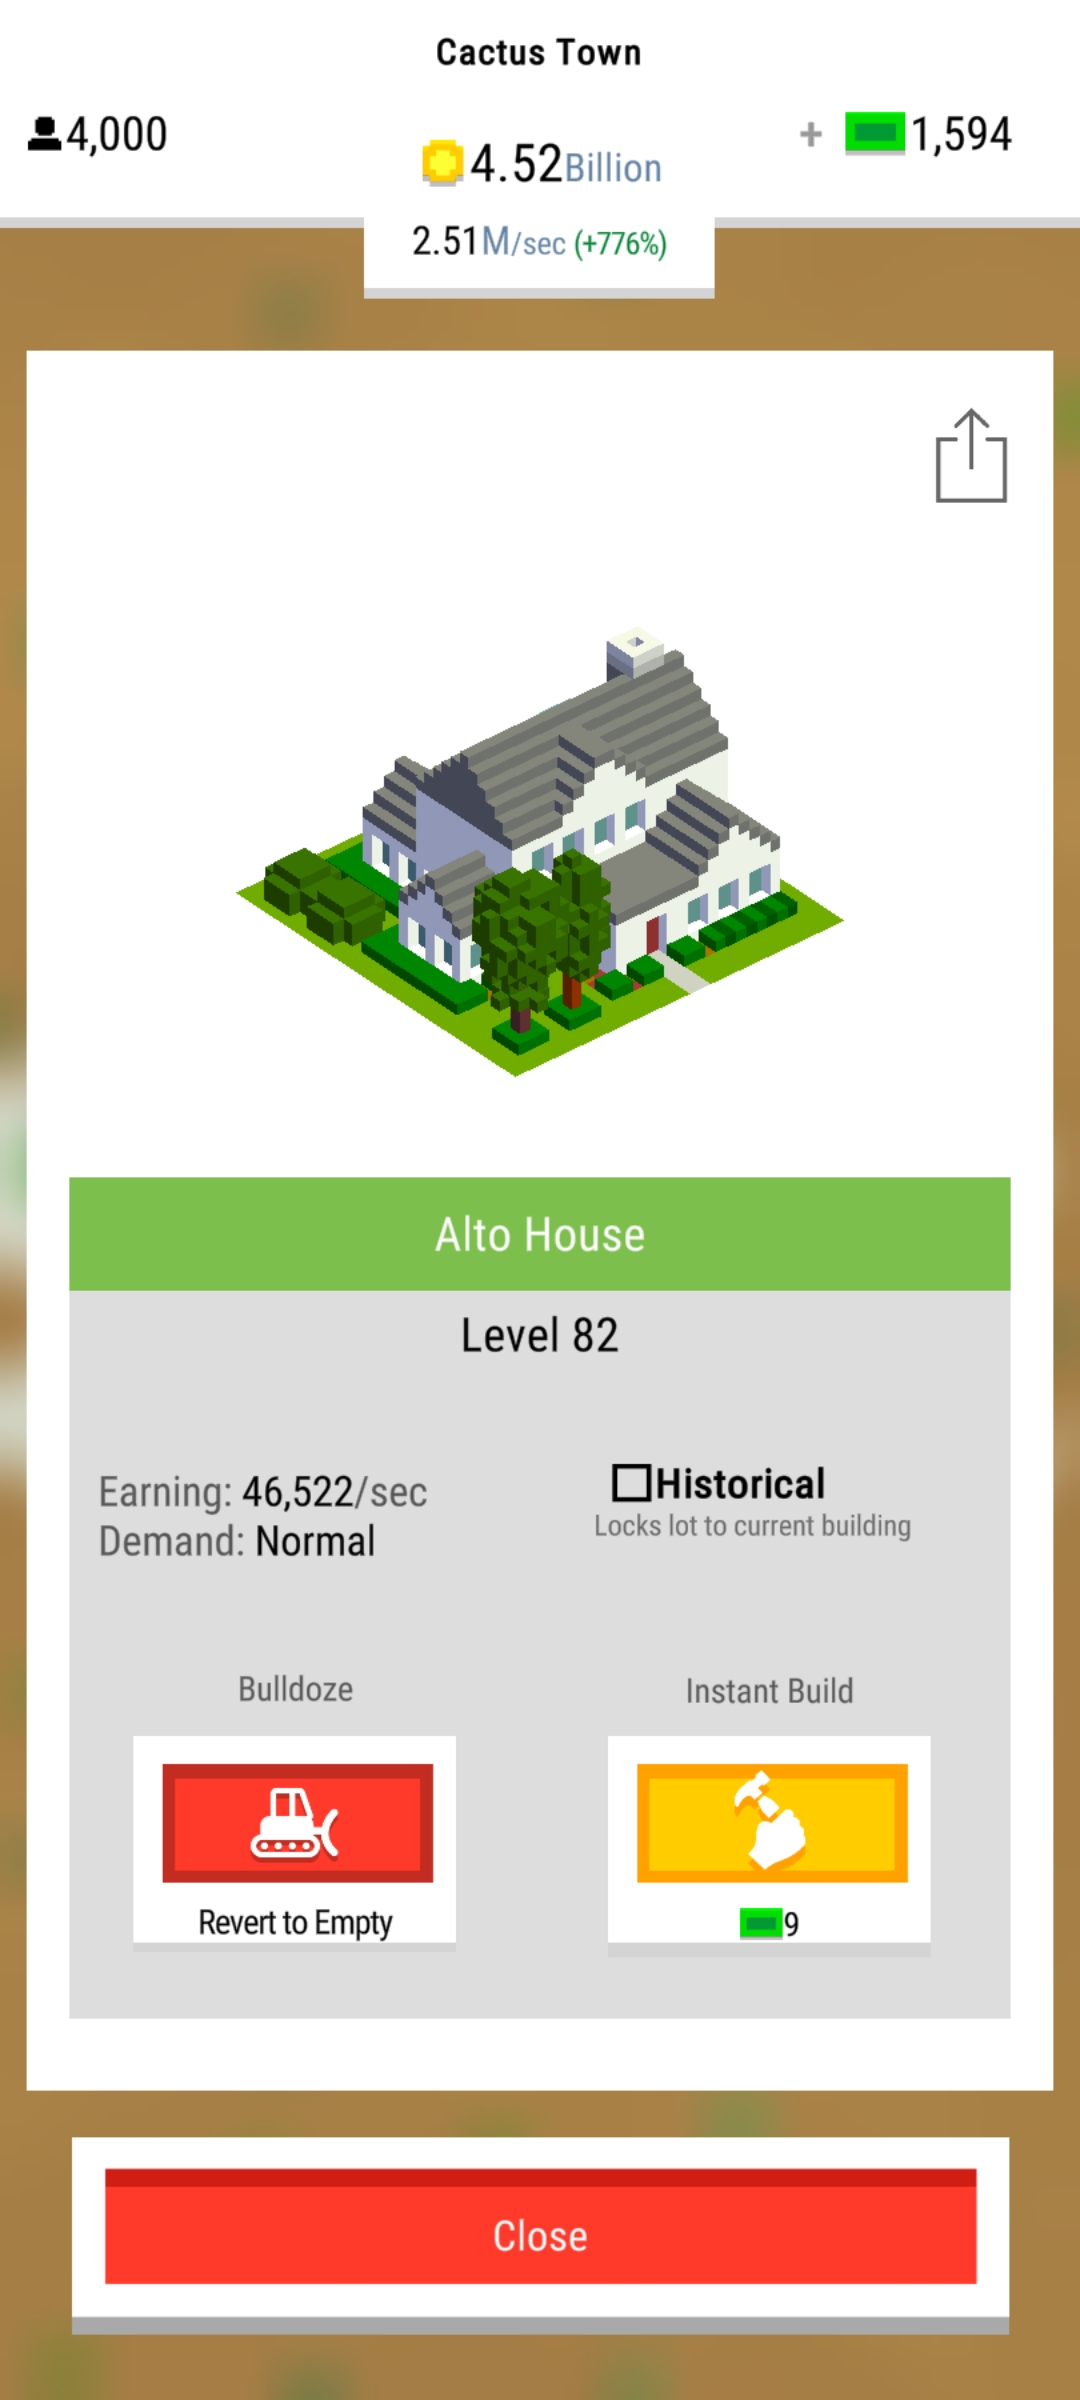 Cactus Town
4,000
4.52Billion
+ 1,594
2.51M/sec (+776%)
Alto House
Level 82
Earning: 46,522/sec
Demand: Normal
Historical
Locks lot to current building
Bulldoze
Revert to Empty
Instant Build
9
Close